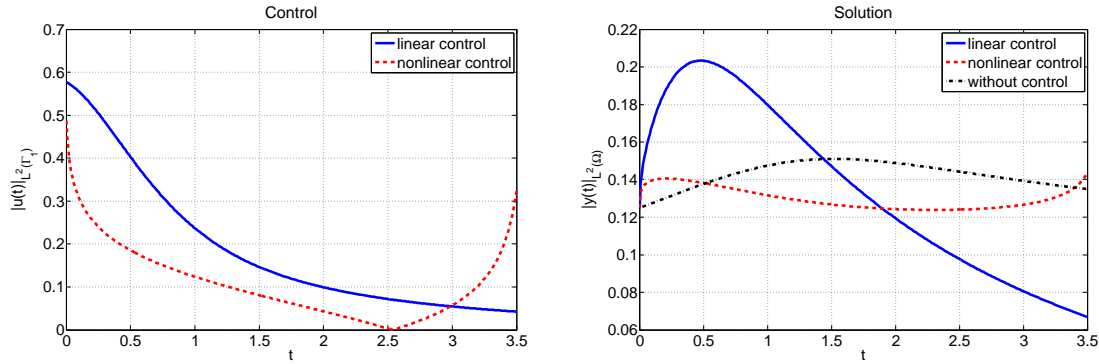 Control
0.7
0.6
0.5
0.4
0.3
0.2
0.1
0
|u(t)|L²(Γ₁)
0 0.5 1 1.5 2 2.5 3 3.5
t
linear control
nonlinear control
Solution
0.22
0.2
0.18
0.16
0.14
0.12
0.1
0.08
0.06
|y(t)|L²(Ω)
0 0.5 1 1.5 2 2.5 3 3.5
t
linear control
nonlinear control
without control